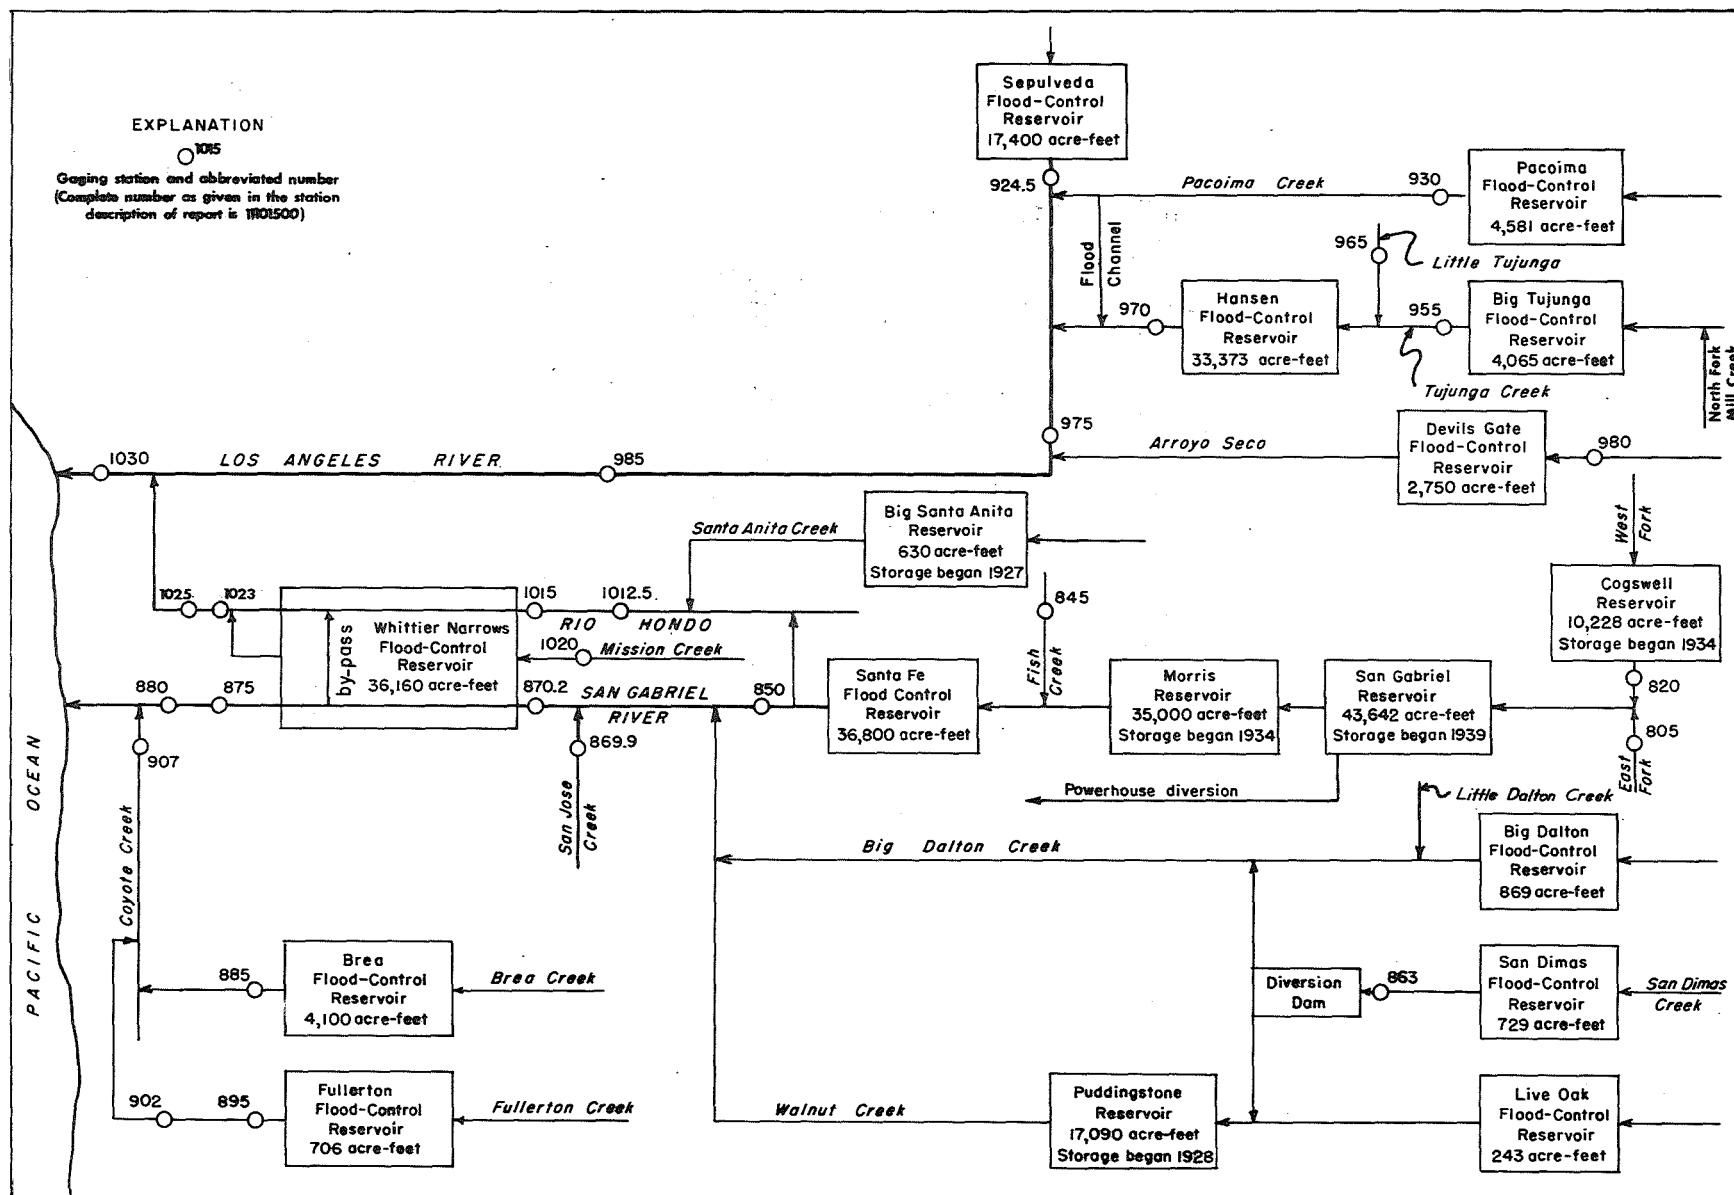 EXPLANATION
1015
Gaging station and abbreviated number
(Complete number as given in the station
description of report is 11101500)
Sepulveda
Flood-Control
Reservoir
17,400 acre-feet
924.5
Pacoima Creek
930
Pacoima
Flood-Control
Reservoir
4,581 acre-feet
Flood
Channel
965
Little Tujunga
970
Hansen
Flood-Control
Reservoir
33,373 acre-feet
955
Big Tujunga
Flood-Control
Reservoir
4,065 acre-feet
Tujunga Creek
North Fork
Mill Creek
975
Arroyo Seco
Devils Gate
Flood-Control
Reservoir
2,750 acre-feet
980
1030
LOS ANGELES RIVER
985
Santa Anita Creek
Big Santa Anita
Reservoir
630 acre-feet
Storage began 1927
West
Fork
1025
1023
1015
1012.5
RIO HONDO
845
Cogswell
Reservoir
10,228 acre-feet
Storage began 1934
by-pass
Whittier Narrows
Flood-Control
Reservoir
36,160 acre-feet
1020
Mission Creek
Fish
Creek
880
875
870.2
SAN GABRIEL
RIVER
850
Santa Fe
Flood Control
Reservoir
36,800 acre-feet
Morris
Reservoir
35,000 acre-feet
Storage began 1934
San Gabriel
Reservoir
43,642 acre-feet
Storage began 1939
820
805
East
Fork
907
869.9
San Jose
Creek
Powerhouse diversion
Little Dalton Creek
PACIFIC OCEAN
Coyote Creek
Big Dalton Creek
Big Dalton
Flood-Control
Reservoir
869 acre-feet
885
Brea
Flood-Control
Reservoir
4,100 acre-feet
Brea Creek
Diversion
Dam
863
San Dimas
Flood-Control
Reservoir
729 acre-feet
San Dimas
Creek
902
895
Fullerton
Flood-Control
Reservoir
706 acre-feet
Fullerton Creek
Walnut Creek
Puddingstone
Reservoir
17,090 acre-feet
Storage began 1928
Live Oak
Flood-Control
Reservoir
243 acre-feet